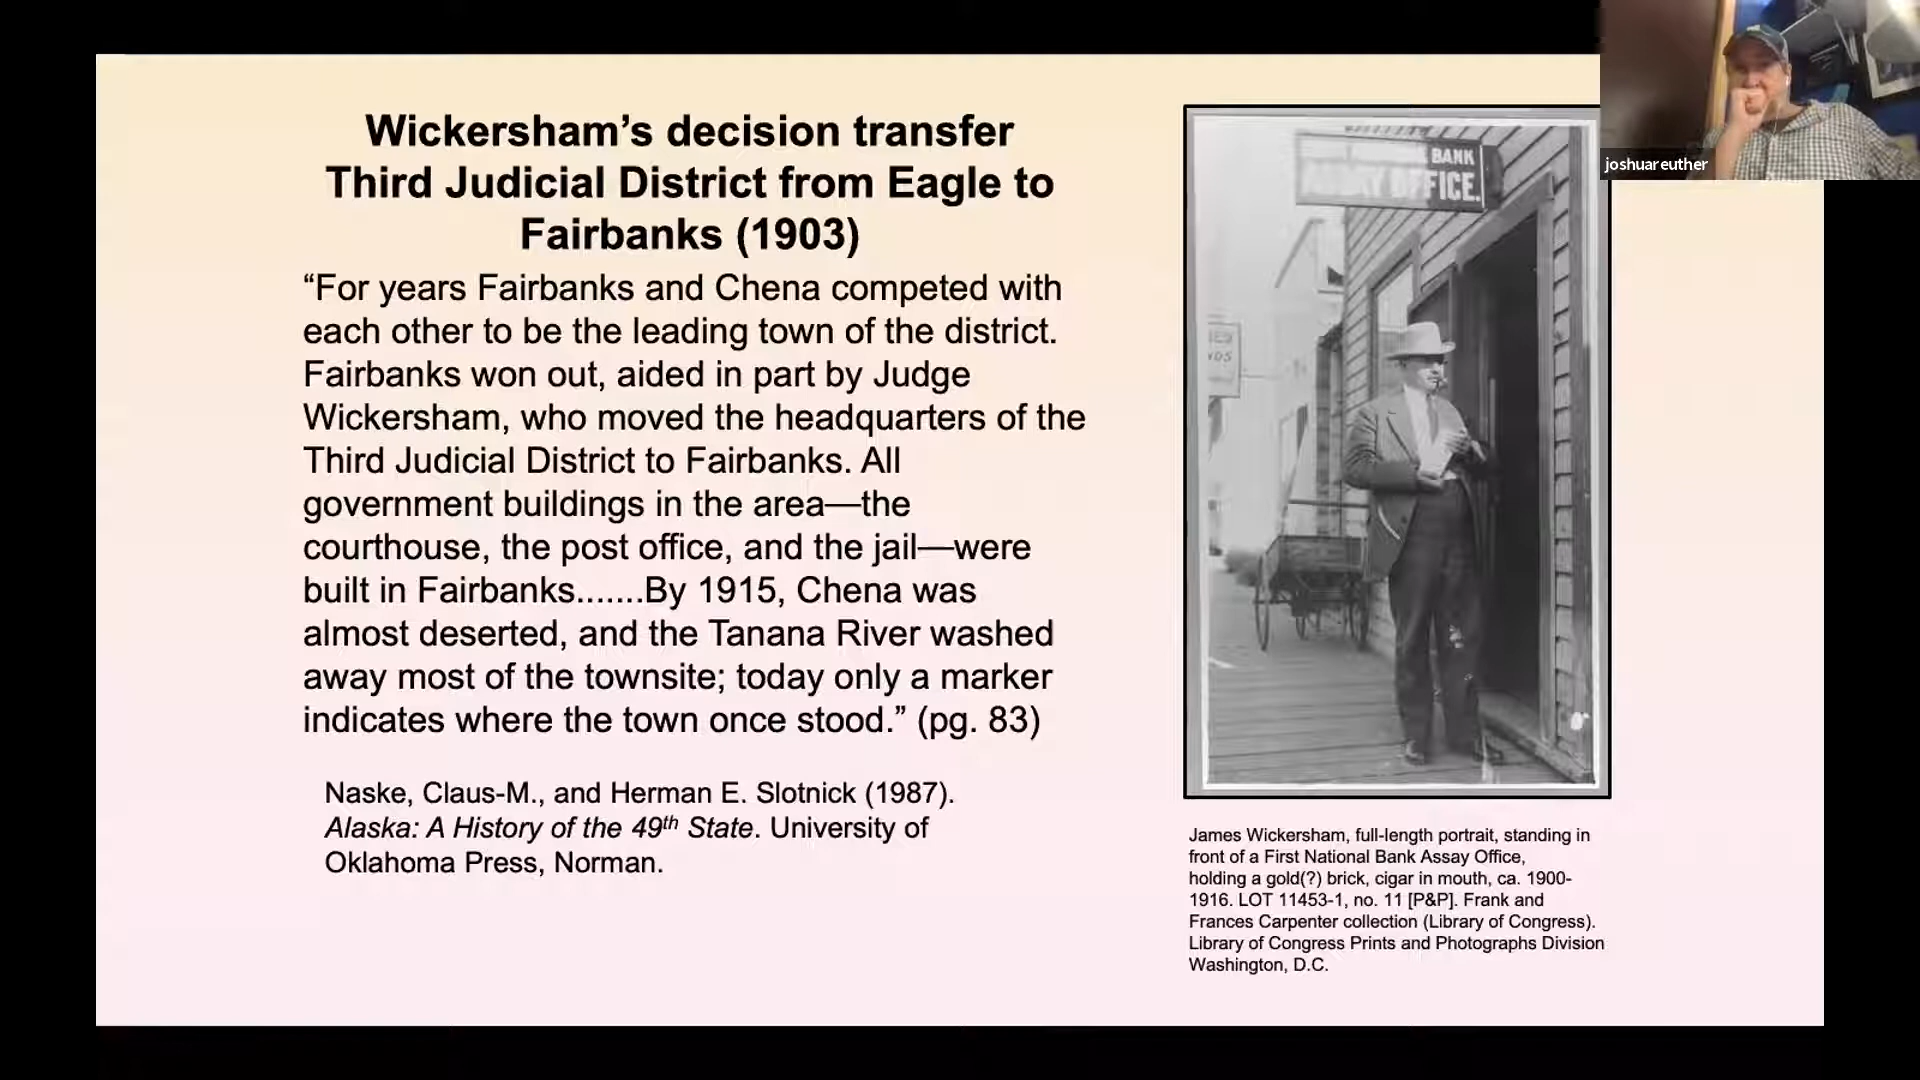 Wickersham’s decision transfer
Third Judicial District from Eagle to
Fairbanks (1903)
“For years Fairbanks and Chena competed with
each other to be the leading town of the district.
Fairbanks won out, aided in part by Judge
Wickersham, who moved the headquarters of the
Third Judicial District to Fairbanks. All
government buildings in the area—the
courthouse, the post office, and the jail—were
built in Fairbanks.......By 1915, Chena was
almost deserted, and the Tanana River washed
away most of the townsite; today only a marker
indicates where the town once stood.” (pg. 83)
Naske, Claus-M., and Herman E. Slotnick (1987).
Alaska: A History of the 49th State. University of
Oklahoma Press, Norman.
BANK
OFFICE.
joshuareuther
James Wickersham, full-length portrait, standing in
front of a First National Bank Assay Office,
holding a gold(?) brick, cigar in mouth, ca. 1900-
1916. LOT 11453-1, no. 11 [P&P]. Frank and
Frances Carpenter collection (Library of Congress).
Library of Congress Prints and Photographs Division
Washington, D.C.